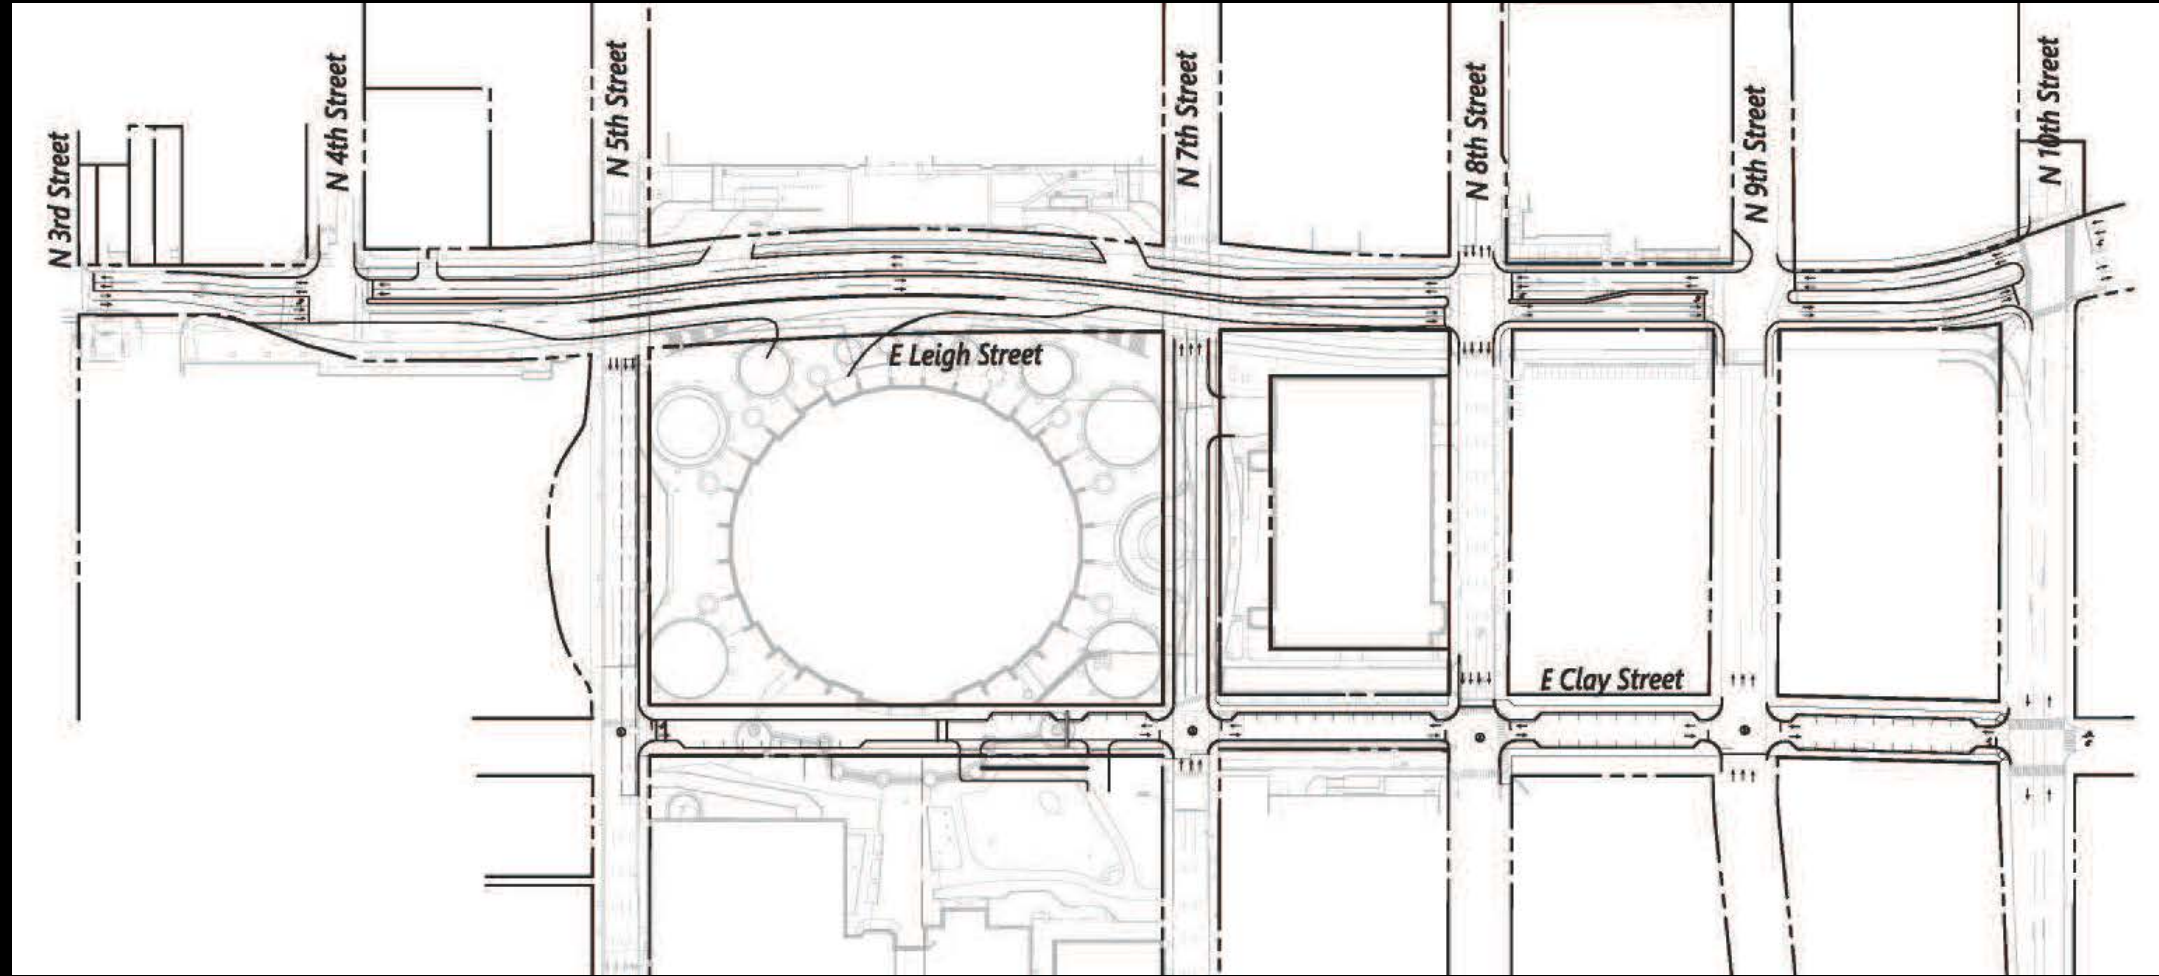 N 3rd Street
N 4th Street
N 5th Street
N 7th Street
N 8th Street
N 9th Street
N 10th Street
E Leigh Street
E Clay Street